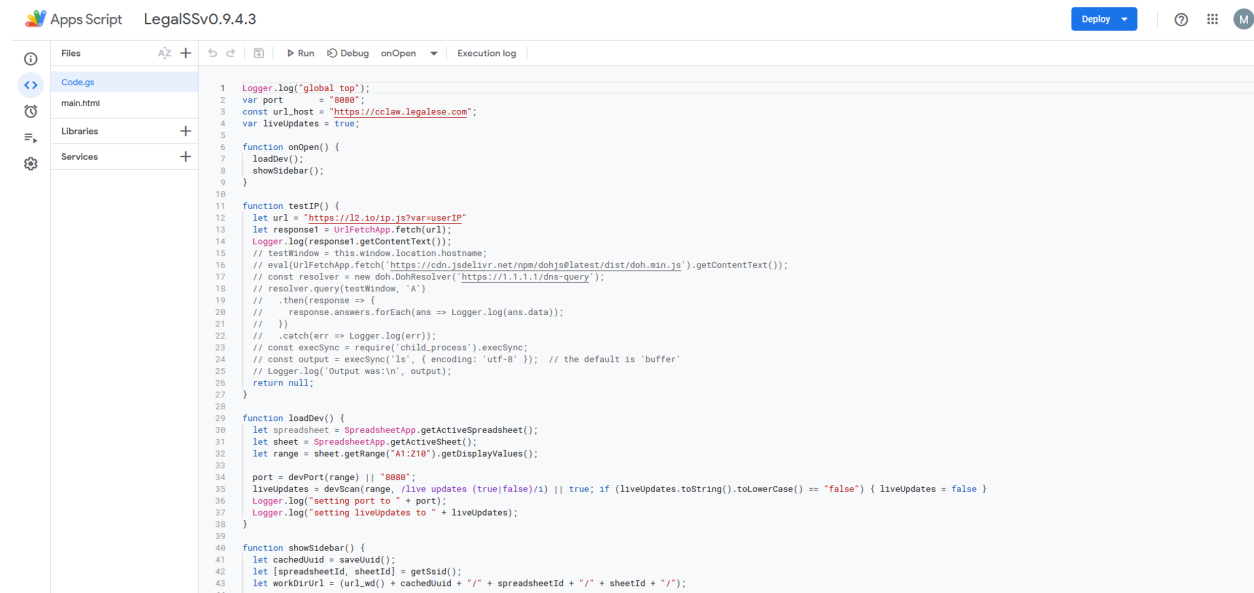 Apps Script LegalSSv0.9.4.3 Deploy M
Files AZ Run Debug onOpen Execution log
Code.gs
main.html
Libraries
Services
1 Logger.log("global top");
2 var port       = "8080";
3 const url_host = "https://cclaw.legalese.com";
4 var liveUpdates = true;
5
6 function onOpen() {
7   loadDev();
8   showSidebar();
9 }
10
11 function testIP() {
12   let url = "https://l2.io/ip.js?var=userIP"
13   let response1 = UrlFetchApp.fetch(url);
14   Logger.log(response1.getContentText());
15   // testWindow = this.window.location.hostname;
16   // eval(UrlFetchApp.fetch('https://cdn.jsdelivr.net/npm/dohjs@latest/dist/doh.min.js').getContentText());
17   // const resolver = new doh.DohResolver('https://1.1.1.1/dns-query');
18   // resolver.query(testWindow, 'A')
19   //   .then(response => {
20   //     response.answers.forEach(ans => Logger.log(ans.data));
21   //   })
22   //   .catch(err => Logger.log(err));
23   // const execSync = require('child_process').execSync;
24   // const output = execSync('ls', { encoding: 'utf-8' });  // the default is 'buffer'
25   // Logger.log('Output was:\n', output);
26   return null;
27 }
28
29 function loadDev() {
30   let spreadsheet = SpreadsheetApp.getActiveSpreadsheet();
31   let sheet = SpreadsheetApp.getActiveSheet();
32   let range = sheet.getRange("A1:Z10").getDisplayValues();
33
34   port = devPort(range) || "8080";
35   liveUpdates = devScan(range, /live updates (true|false)/i) || true; if (liveUpdates.toString().toLowerCase() == "false") { liveUpdates = false }
36   Logger.log("setting port to " + port);
37   Logger.log("setting liveUpdates to " + liveUpdates);
38 }
39
40 function showSidebar() {
41   let cachedUuid = saveUuid();
42   let [spreadsheetId, sheetId] = getSsid();
43   let workDirUrl = (url_wd() + cachedUuid + "/" + spreadsheetId + "/" + sheetId + "/");